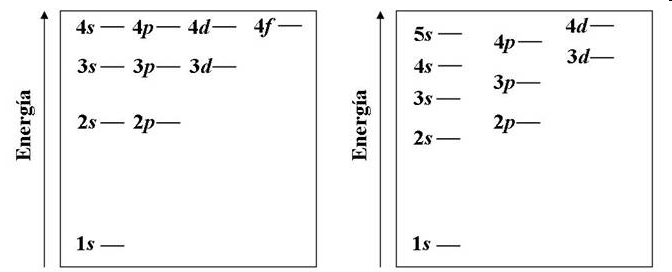 Energía
4s 4p 4d 4f
3s 3p 3d
2s 2p
1s
Energía
4d
5s
4p
3d
4s
3p
3s
2p
2s
1s